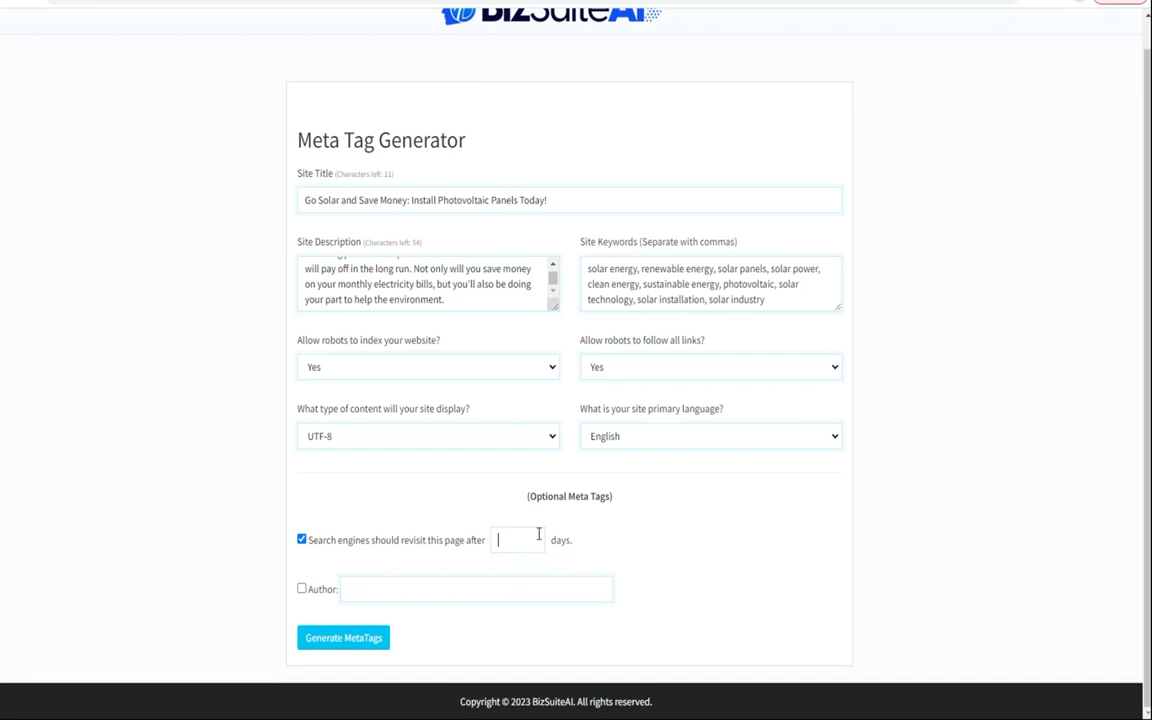 BizSuiteAI
Meta Tag Generator
Site Title (Characters left: 11)
Go Solar and Save Money: Install Photovoltaic Panels Today!
Site Description (Characters left: 54)
will pay off in the long run. Not only will you save money
on your monthly electricity bills, but you'll also be doing
your part to help the environment.
Site Keywords (Separate with commas)
solar energy, renewable energy, solar panels, solar power,
clean energy, sustainable energy, photovoltaic, solar
technology, solar installation, solar industry
Allow robots to index your website?
Yes
Allow robots to follow all links?
Yes
What type of content will your site display?
UTF-8
What is your site primary language?
English
(Optional Meta Tags)
Search engines should revisit this page after days.
Author:
Generate MetaTags
Copyright © 2023 BizSuiteAI. All rights reserved.